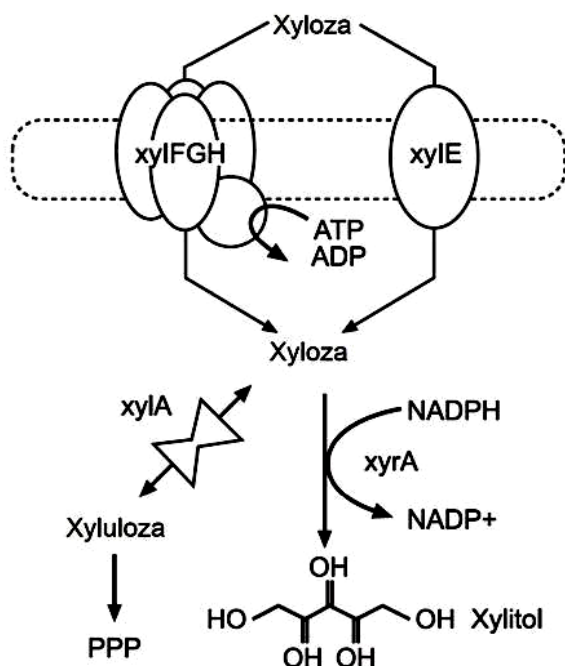 Xyloza
xylFGH
xylE
ATP
ADP
Xyloza
xylA
NADPH
xyrA
NADP+
Xyluloza
PPP
OH
HO
OH
Xylitol
OH
OH